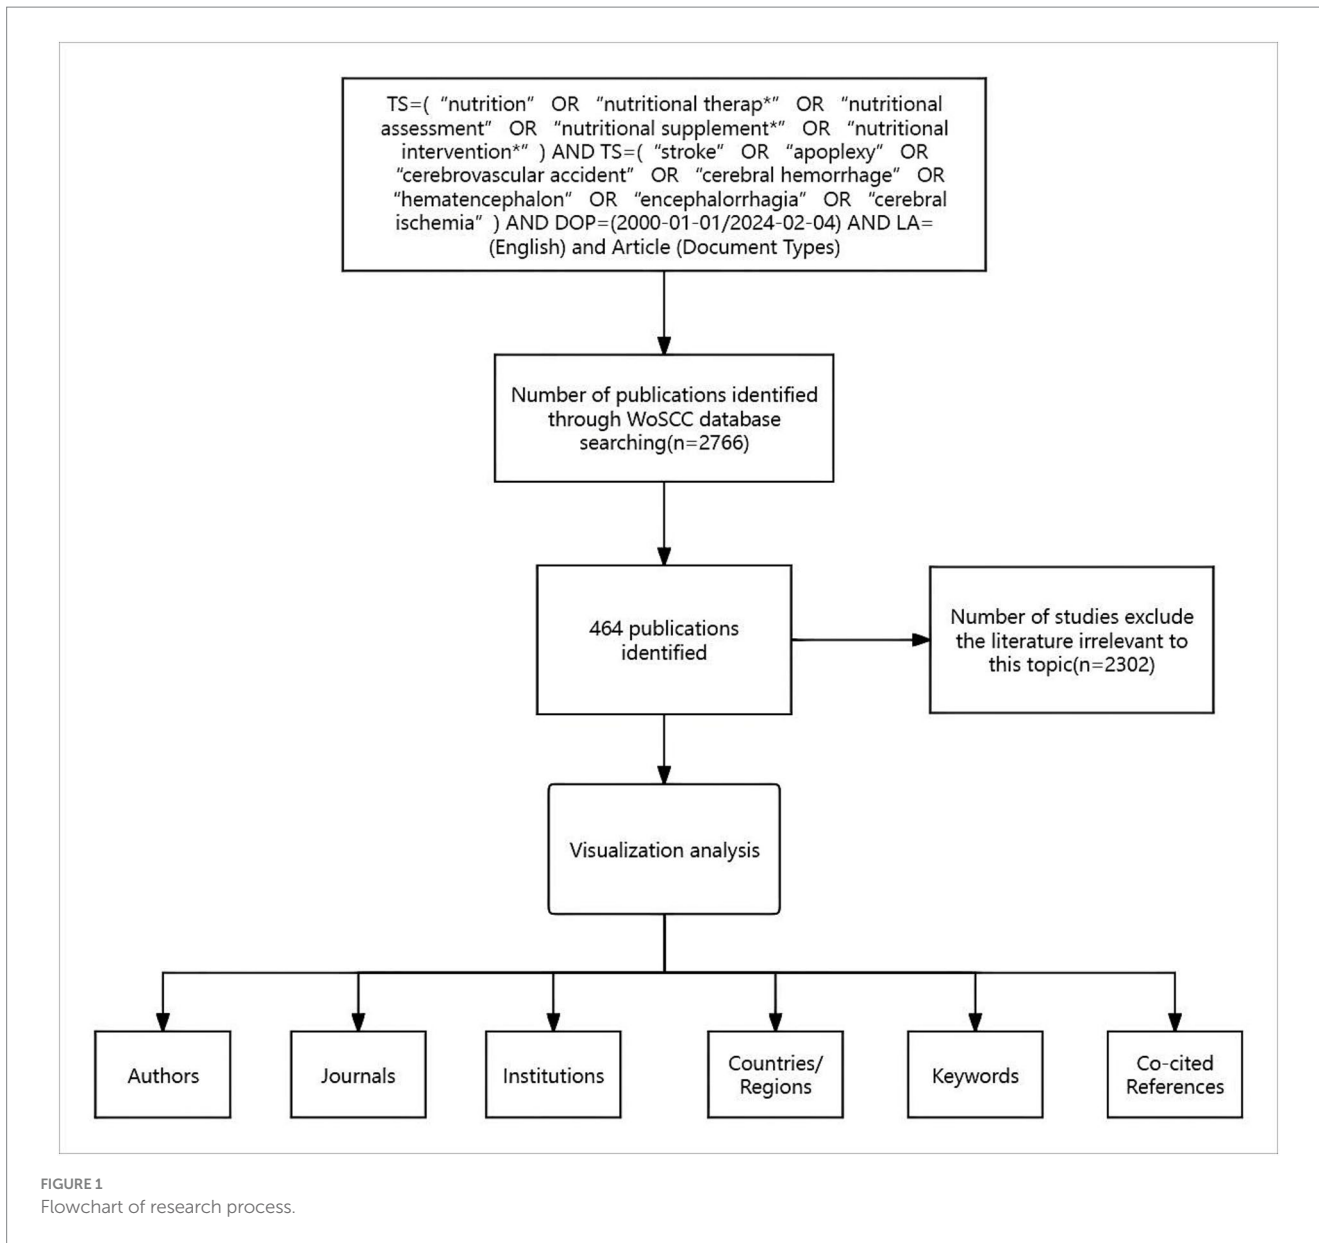 TS=( “nutrition” OR “nutritional therap*” OR “nutritional
assessment” OR “nutritional supplement*” OR “nutritional
intervention*” ) AND TS=( “stroke” OR “apoplexy” OR
“cerebrovascular accident” OR “cerebral hemorrhage” OR
“hematencephalon” OR “encephalorrhagia” OR “cerebral
ischemia” ) AND DOP=(2000-01-01/2024-02-04) AND LA=
(English) and Article (Document Types)
Number of publications identified
through WoSCC database
searching(n=2766)
464 publications
identified
Number of studies exclude
the literature irrelevant to
this topic(n=2302)
Visualization analysis
Authors
Journals
Institutions
Countries/
Regions
Keywords
Co-cited
References
FIGURE 1
Flowchart of research process.